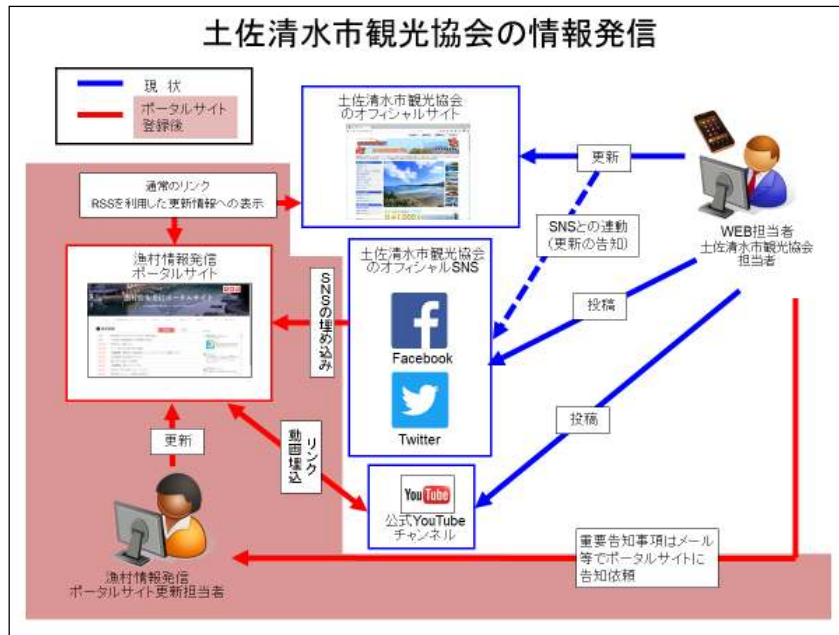 土佐清水市観光協会の情報発信
現 状
ポータルサイト
登録後
土佐清水市観光協会
のオフィシャルサイト
更新
通常のリンク
RSSを利用した更新情報への表示
SNSとの連動
(更新の告知)
WEB担当者
土佐清水市観光協会
担当者
漁村情報発信
ポータルサイト
SNSの埋め込み
土佐清水市観光協会
のオフィシャルSNS
Facebook
Twitter
投稿
投稿
更新
リンク
動画埋込
YouTube
公式YouTube
チャンネル
重要告知事項はメール
等でポータルサイトに
告知依頼
漁村情報発信
ポータルサイト更新担当者